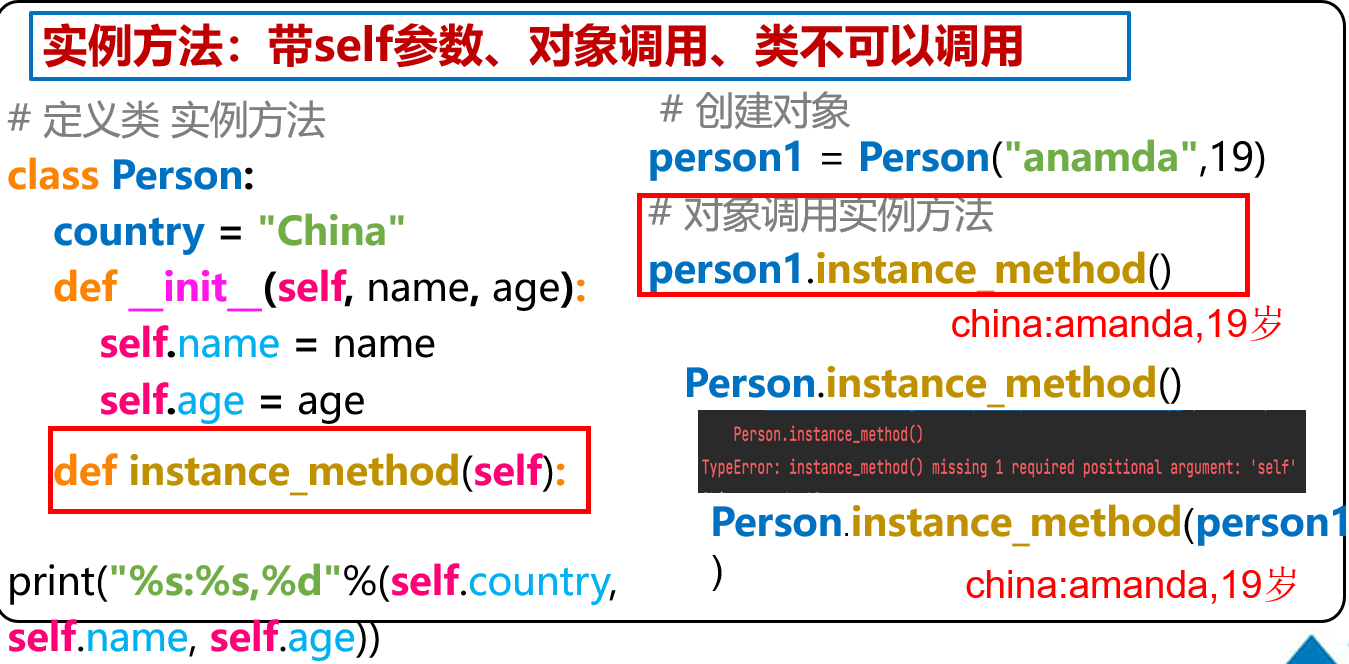 实例方法：带self参数、对象调用、类不可以调用
# 定义类 实例方法
class Person:
country = "China"
def __init__(self, name, age):
self.name = name
self.age = age
def instance_method(self):
print("%s:%s,%d"%(self.country,
self.name, self.age))
# 创建对象
person1 = Person("anamda",19)
# 对象调用实例方法
person1.instance_method()
china:amanda,19岁
Person.instance_method()
Person.instance_method()
TypeError: instance_method() missing 1 required positional argument: 'self'
Person.instance_method(person1
)
china:amanda,19岁